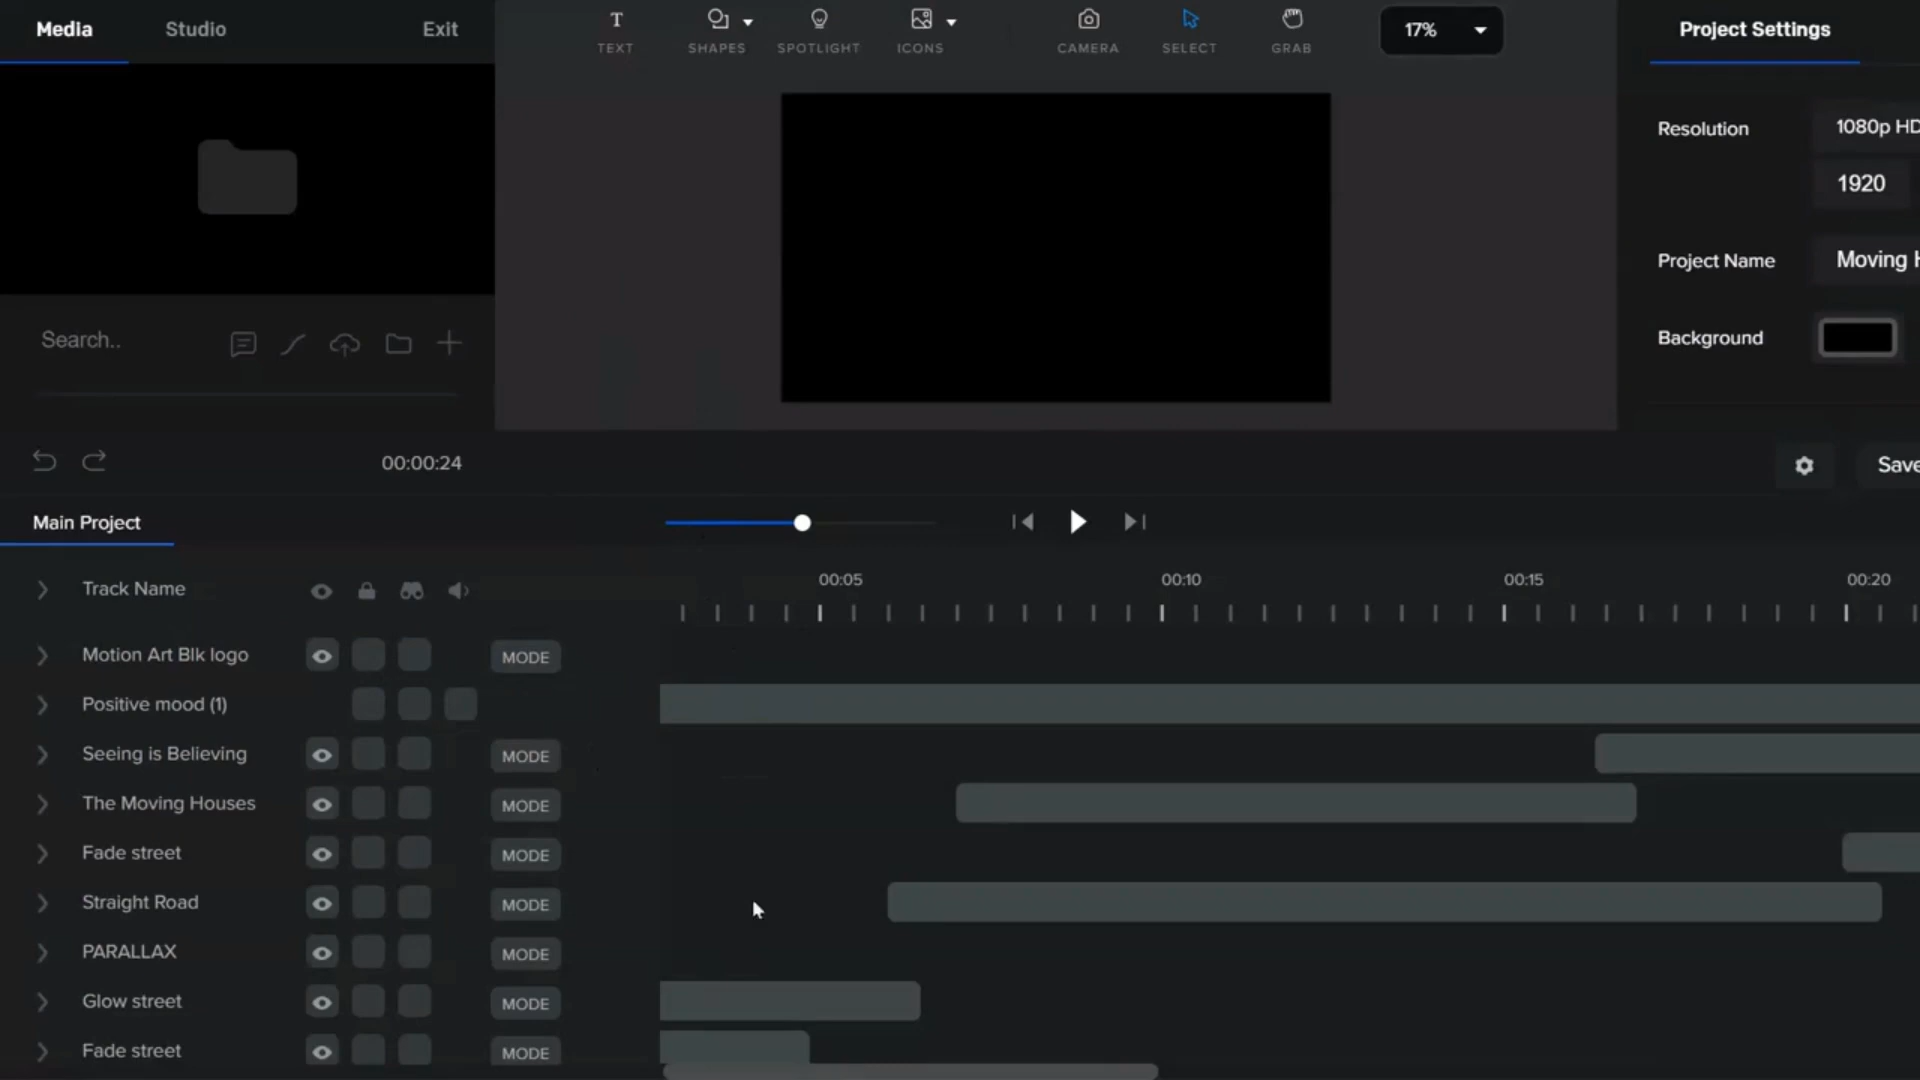 Media
Studio
Exit
TEXT
SHAPES
SPOTLIGHT
ICONS
CAMERA
SELECT
GRAB
17%
Project Settings
Resolution
1080p HD
1920
Project Name
Moving H
Background
Search..
00:00:24
Save
Main Project
00:05
00:10
00:15
00:20
Track Name
Motion Art Blk logo
MODE
Positive mood (1)
Seeing is Believing
MODE
The Moving Houses
MODE
Fade street
MODE
Straight Road
MODE
PARALLAX
MODE
Glow street
MODE
Fade street
MODE